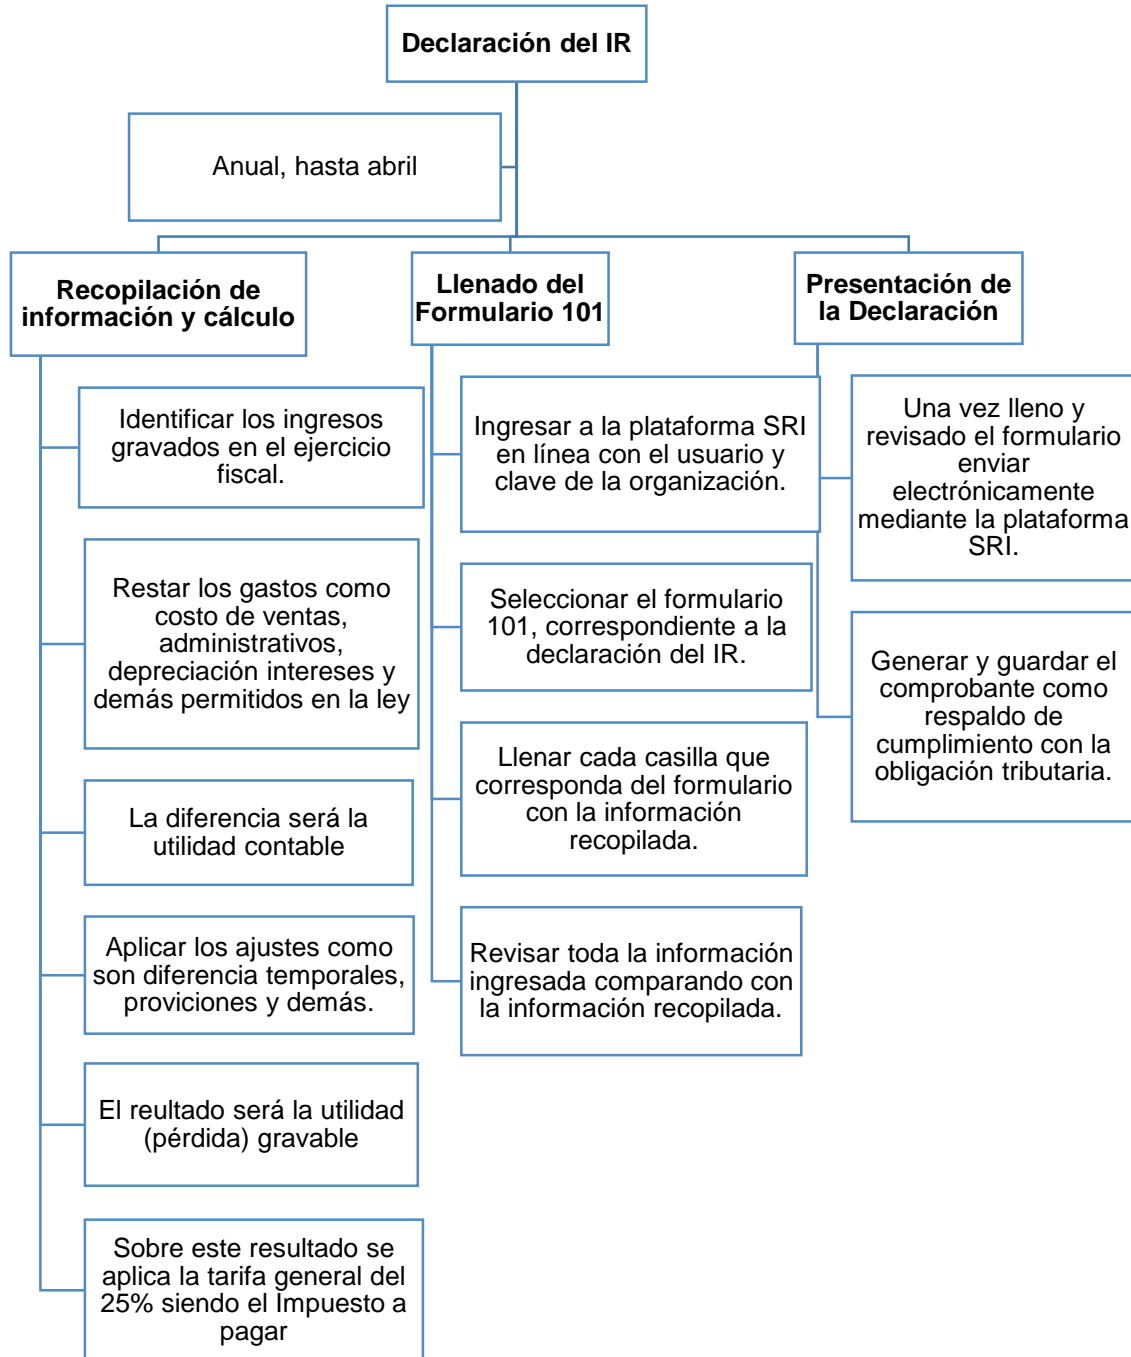 Declaración del IR
Anual, hasta abril
Recopilación de
información y cálculo
Identificar los ingresos
gravados en el ejercicio
fiscal.
Restar los gastos como
costo de ventas,
administrativos,
depreciación intereses y
demás permitidos en la ley
La diferencia será la
utilidad contable
Aplicar los ajustes como
son diferencia temporales,
proviciones y demás.
El reultado será la utilidad
(pérdida) gravable
Sobre este resultado se
aplica la tarifa general del
25% siendo el Impuesto a
pagar
Llenado del
Formulario 101
Ingresar a la plataforma SRI
en línea con el usuario y
clave de la organización.
Seleccionar el formulario
101, correspondiente a la
declaración del IR.
Llenar cada casilla que
corresponda del formulario
con la información
recopilada.
Revisar toda la información
ingresada comparando con
la información recopilada.
Presentación de
la Declaración
Una vez lleno y
revisado el formulario
enviar
electrónicamente
mediante la plataforma
SRI.
Generar y guardar el
comprobante como
respaldo de
cumplimiento con la
obligación tributaria.